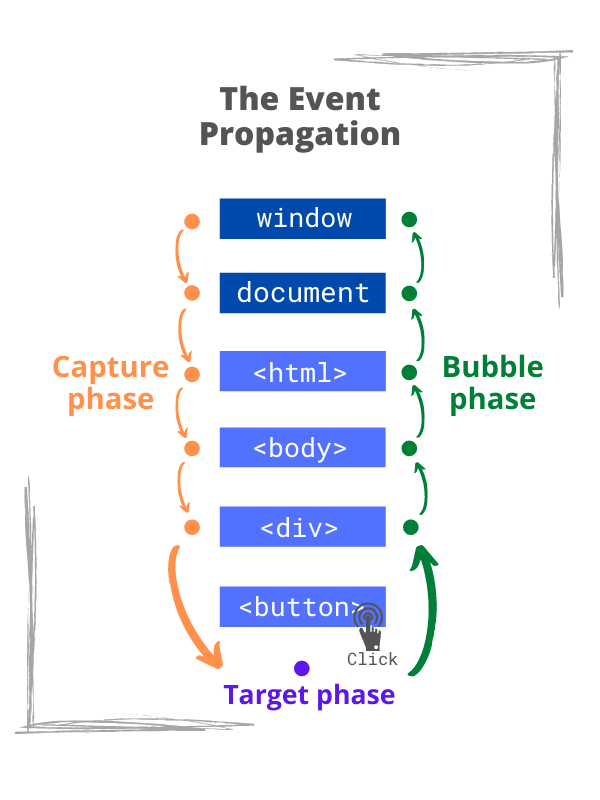 The Event
Propagation
window
document
<html>
Capture
phase
Bubble
phase
<body>
<div>
<button>
Click
Target phase